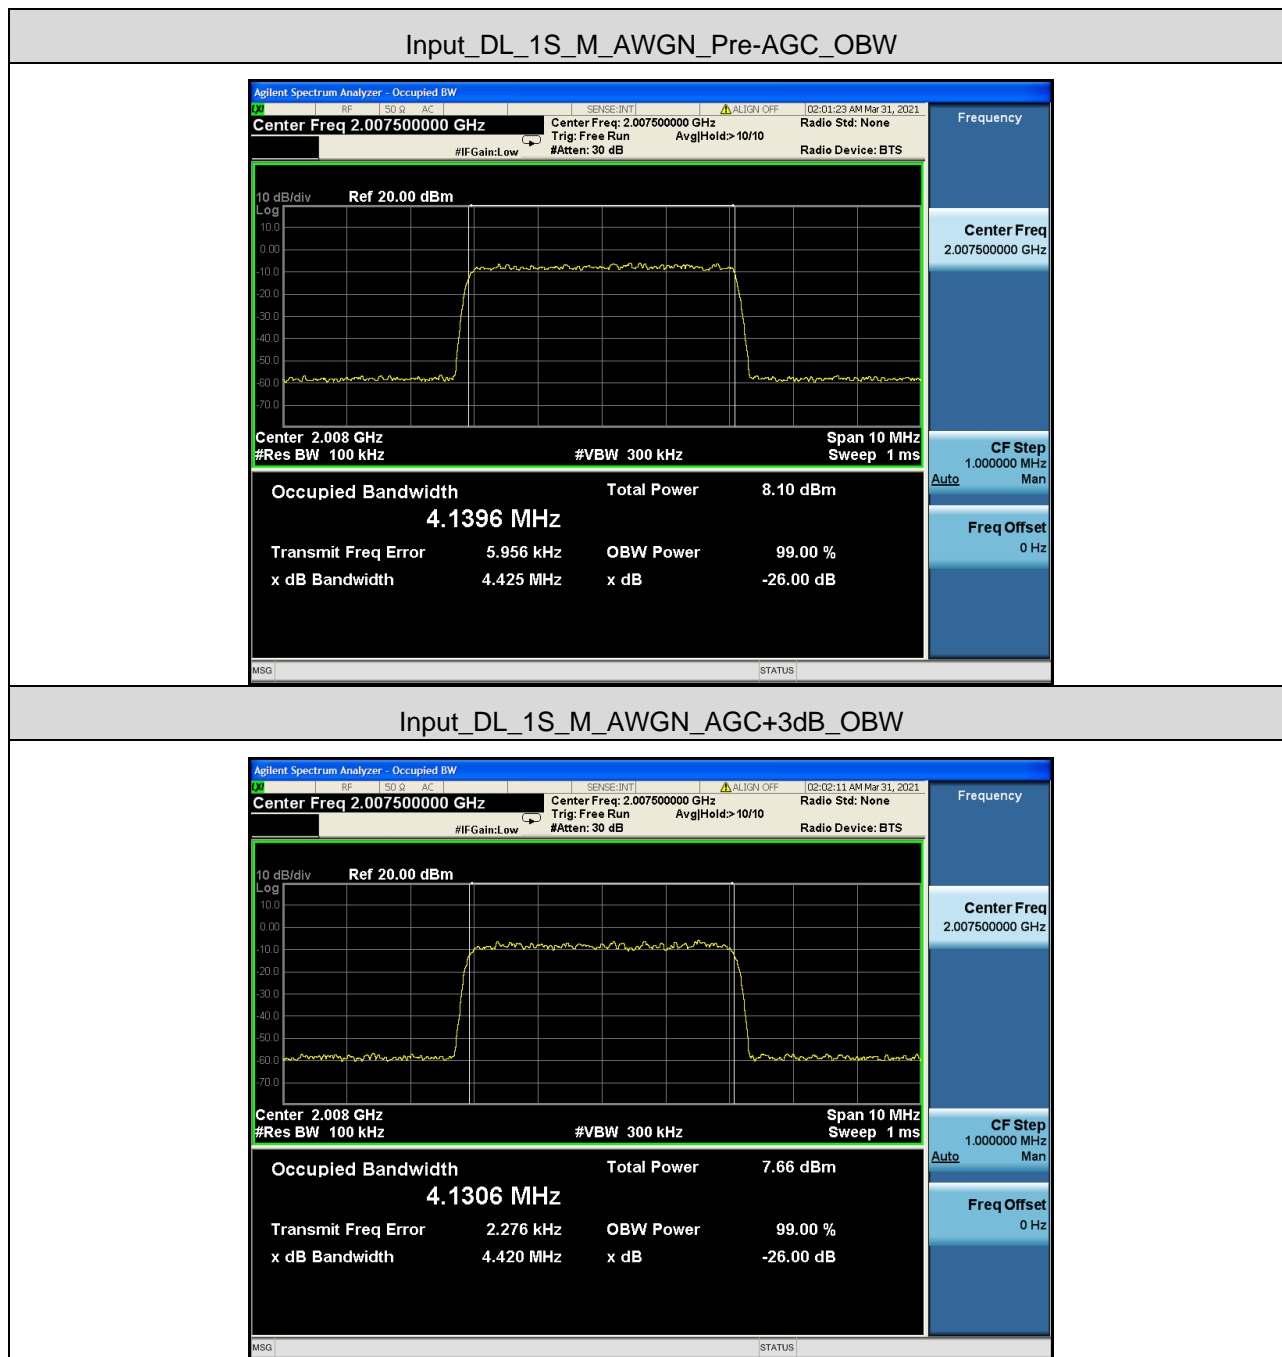 Input_DL_1S_M_AWGN_Pre-AGC_OBW
Agilent Spectrum Analyzer - Occupied BW
LXI RF 50 Ω AC SENSE:INT ALIGN OFF 02:01:23 AM Mar 31, 2021
Center Freq 2.007500000 GHz
Center Freq: 2.007500000 GHz
Radio Std: None
Trig: Free Run Avg|Hold:>10/10
#IFGain:Low #Atten: 30 dB Radio Device: BTS
Frequency
10 dB/div Ref 20.00 dBm
Log
10.0
0.00
-10.0
-20.0
-30.0
-40.0
-50.0
-60.0
-70.0
Center 2.008 GHz Span 10 MHz
#Res BW 100 kHz #VBW 300 kHz Sweep 1 ms
Center Freq
2.007500000 GHz
CF Step
1.000000 MHz
Auto Man
Freq Offset
0 Hz
Occupied Bandwidth Total Power 8.10 dBm
4.1396 MHz
Transmit Freq Error 5.956 kHz OBW Power 99.00 %
x dB Bandwidth 4.425 MHz x dB -26.00 dB
MSG STATUS
Input_DL_1S_M_AWGN_AGC+3dB_OBW
Agilent Spectrum Analyzer - Occupied BW
LXI RF 50 Ω AC SENSE:INT ALIGN OFF 02:02:11 AM Mar 31, 2021
Center Freq 2.007500000 GHz
Center Freq: 2.007500000 GHz
Radio Std: None
Trig: Free Run Avg|Hold:>10/10
#IFGain:Low #Atten: 30 dB Radio Device: BTS
Frequency
10 dB/div Ref 20.00 dBm
Log
10.0
0.00
-10.0
-20.0
-30.0
-40.0
-50.0
-60.0
-70.0
Center 2.008 GHz Span 10 MHz
#Res BW 100 kHz #VBW 300 kHz Sweep 1 ms
Center Freq
2.007500000 GHz
CF Step
1.000000 MHz
Auto Man
Freq Offset
0 Hz
Occupied Bandwidth Total Power 7.66 dBm
4.1306 MHz
Transmit Freq Error 2.276 kHz OBW Power 99.00 %
x dB Bandwidth 4.420 MHz x dB -26.00 dB
MSG STATUS